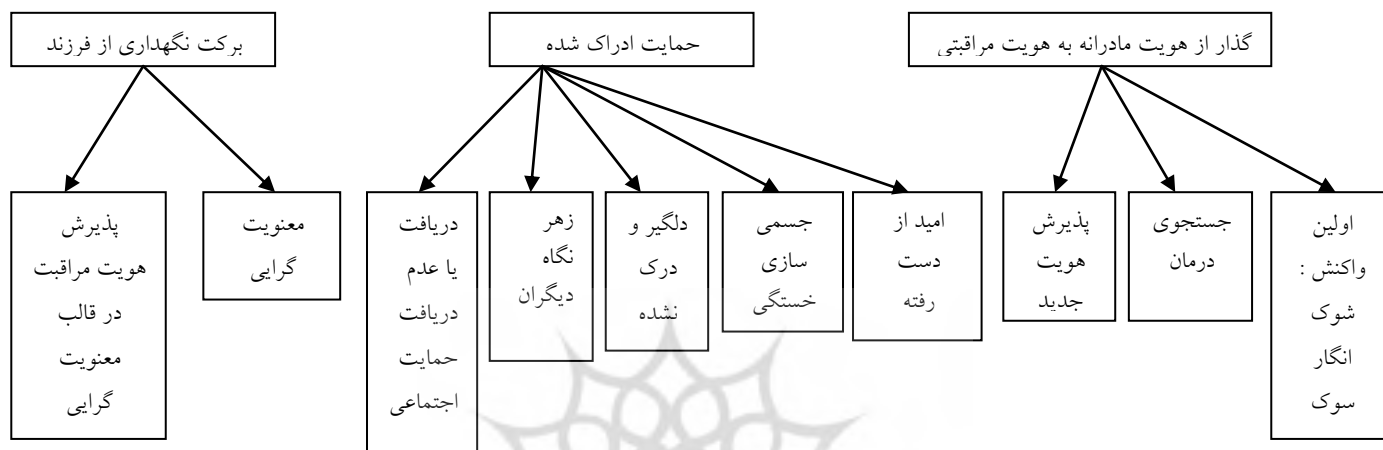 گذار از هویت مادرانه به هویت مراقبتی
حمایت ادراک شده
برکت نگهداری از فرزند
اولین
واکنش :
شوک
انگار
سوک
جستجوی
درمان
پذیرش
هویت
جدید
امید از
دست
رفته
جسمی
سازی
خستگی
دلگیر و
درک
نشده
زهر
نگاه
دیگران
دریافت
یا عدم
دریافت
حمایت
اجتماعی
معنویت
گرایی
پذیرش
هویت مراقبت
در قالب
معنویت
گرایی